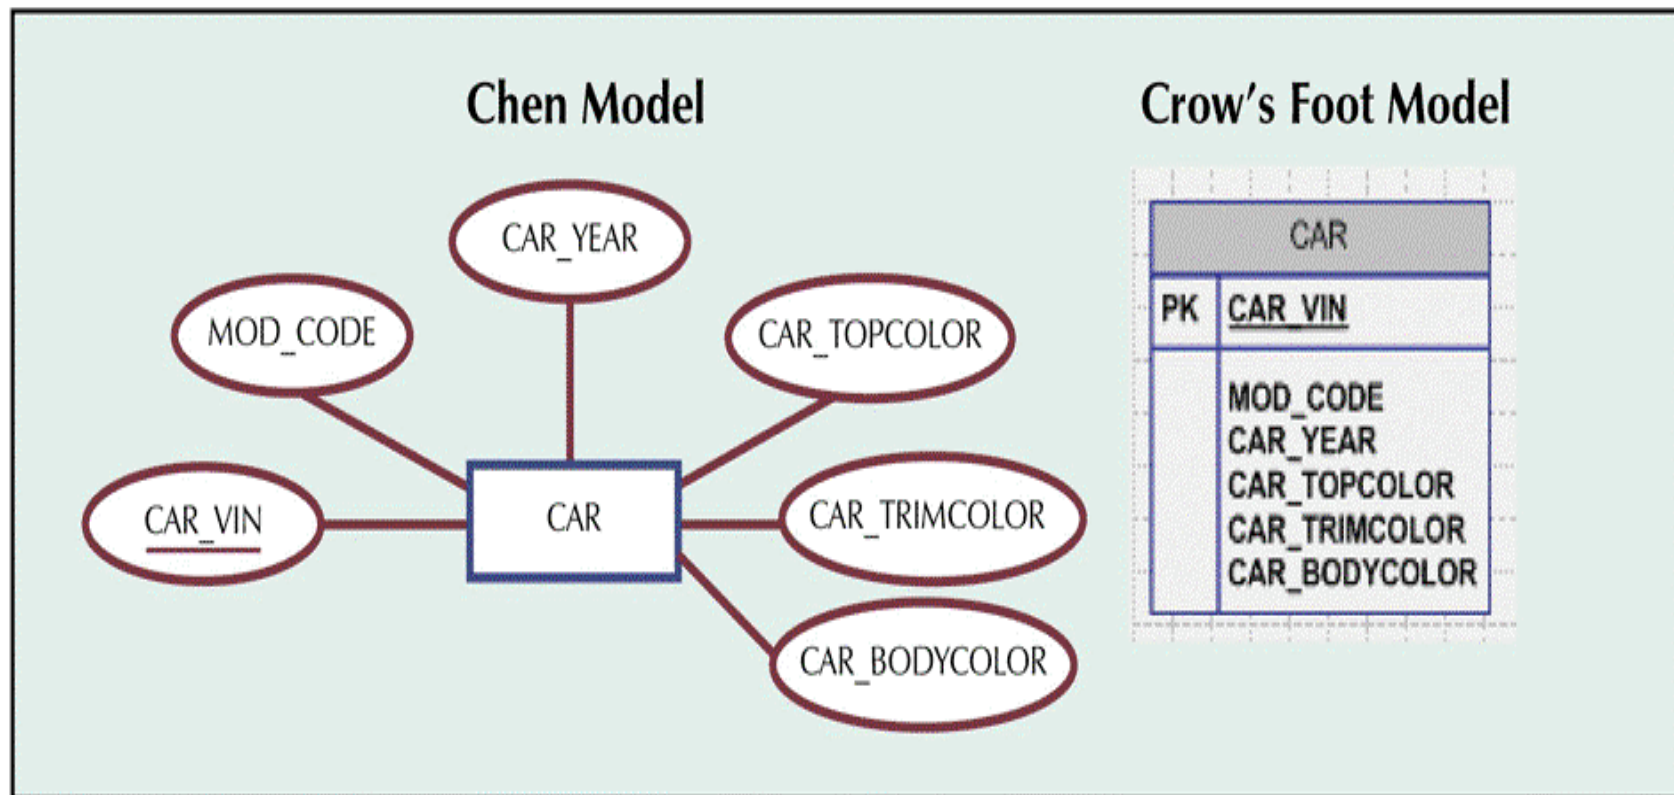 Chen Model
CAR_YEAR
MOD_CODE
CAR_TOPCOLOR
CAR_VIN
CAR
CAR_TRIMCOLOR
CAR_BODYCOLOR
Crow's Foot Model
CAR
PK CAR_VIN
MOD_CODE
CAR_YEAR
CAR_TOPCOLOR
CAR_TRIMCOLOR
CAR_BODYCOLOR